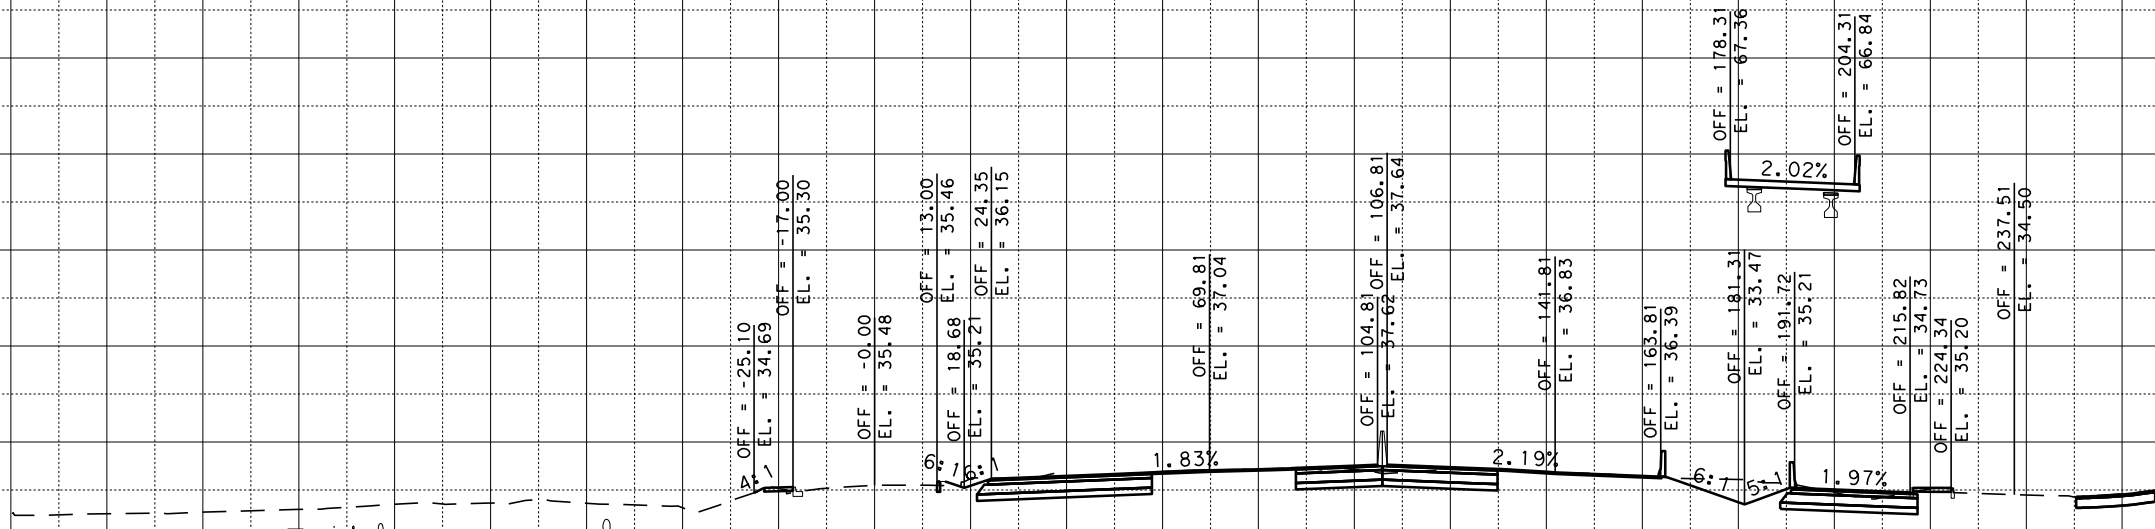 OFF = -25.10
EL. = 34.69
OFF = -17.00
EL. = 35.30
OFF = -0.00
EL. = 35.48
OFF = 13.00
EL. = 35.46
OFF = 18.68
EL. = 35.21
OFF = 24.35
EL. = 36.15
OFF = 69.81
EL. = 37.04
OFF = 104.81
EL. = 37.62
OFF = 106.81
EL. = 37.64
OFF = 141.81
EL. = 36.83
OFF = 163.81
EL. = 36.39
OFF = 178.31
EL. = 67.36
OFF = 204.31
EL. = 66.84
2.02%
OFF = 181.31
EL. = 33.47
OFF = 191.72
EL. = 35.21
OFF = 215.82
EL. = 34.73
OFF = 224.34
EL. = 35.20
OFF = 237.51
EL. = 34.50
4:1
6:1
6:1
1.83%
2.19%
6:1
5:1
1.97%